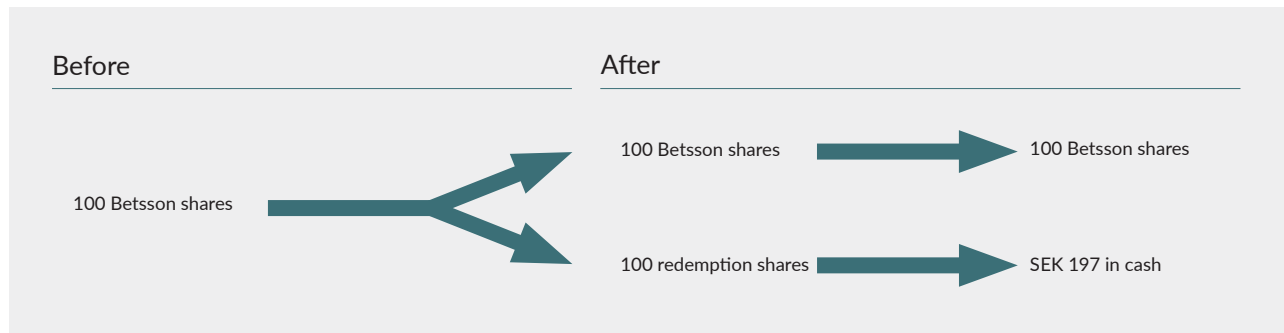 Before
After
100 Betsson shares
100 Betsson shares
100 Betsson shares
100 redemption shares
SEK 197 in cash